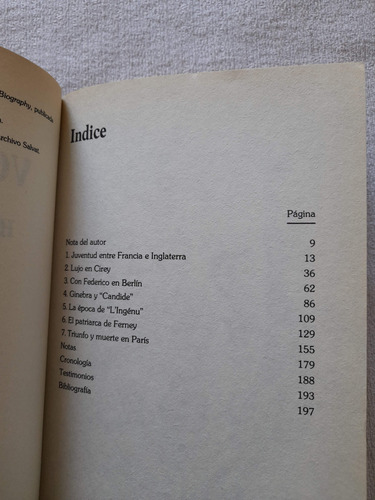 Biography, publicada
rchivo Salvat.
Indice
Página
Nota del autor 9
1. Juventud entre Francia e Inglaterra 13
2. Lujo en Cirey 36
3. Con Federico en Berlín 62
4. Ginebra y "Candide" 86
5. La época de "L'Ingénu" 109
6. El patriarca de Ferney 129
7. Triunfo y muerte en París 155
Notas 179
Cronología 188
Testimonios 193
Bibliografía 197